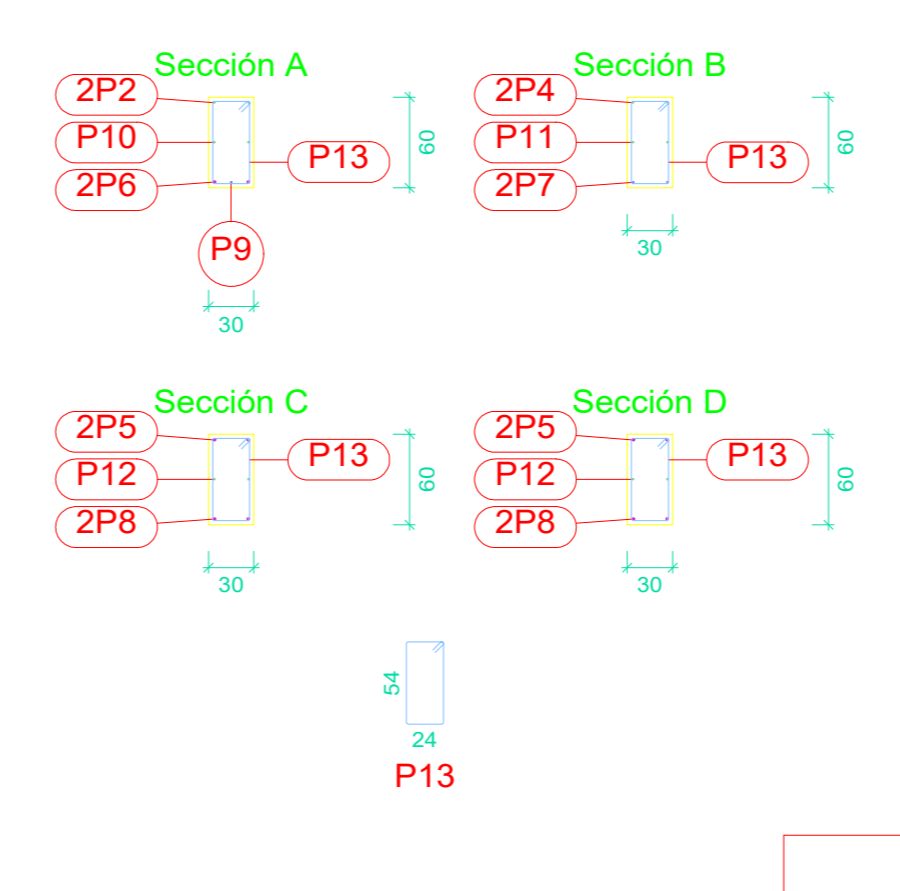 Sección A
2P2
P10
2P6
P13
P9
60
30
Sección B
2P4
P11
2P7
P13
60
30
Sección C
2P5
P12
2P8
P13
60
30
Sección D
2P5
P12
2P8
P13
60
30
54
24
P13